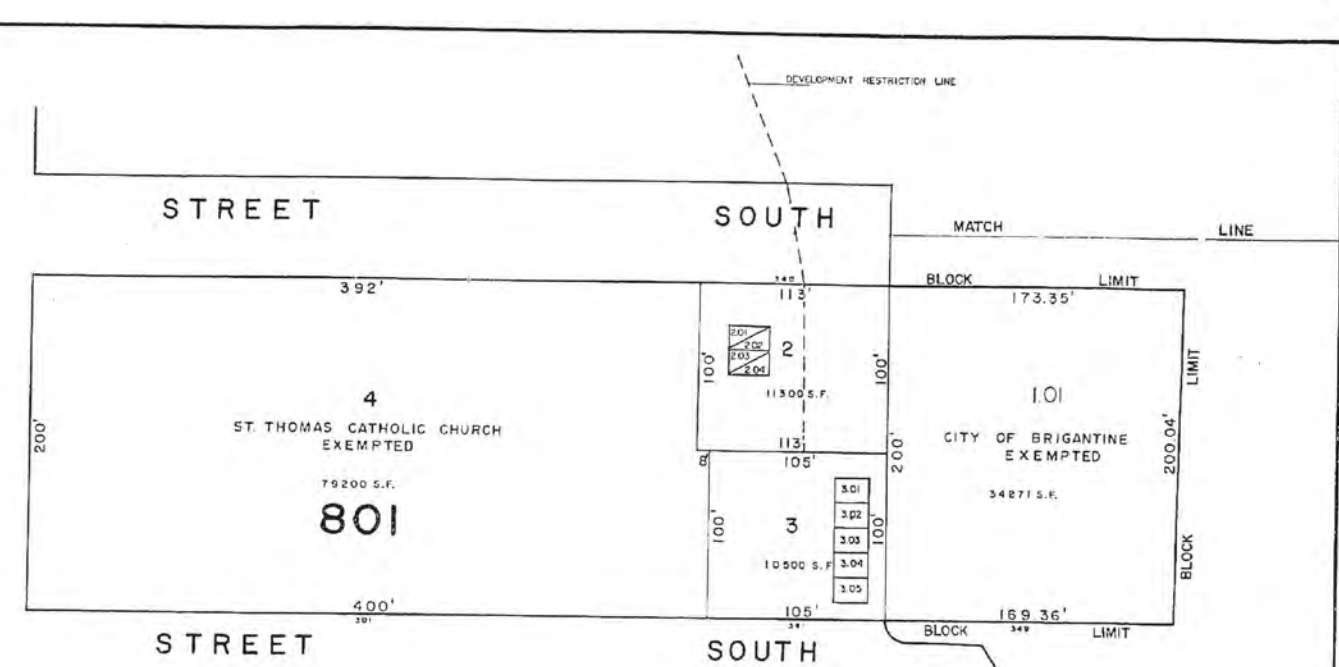 DEVELOPMENT RESTRICTION LINE
STREET SOUTH
MATCH LINE
BLOCK LIMIT
392'
340
113'
173.35'
2.01
2.02
2.03
2.04
2
100'
100'
11300 S.F.
113'
LIMIT
4
ST. THOMAS CATHOLIC CHURCH
EXEMPTED
200'
79200 S.F.
801
1.01
CITY OF BRIGANTINE
EXEMPTED
34271 S.F.
200'
200.04'
8'
105'
3.01
3.02
3.03
3.04
3.05
3
100'
100'
10500 S.F
BLOCK
400'
301
105'
169.36'
349
BLOCK LIMIT
STREET SOUTH